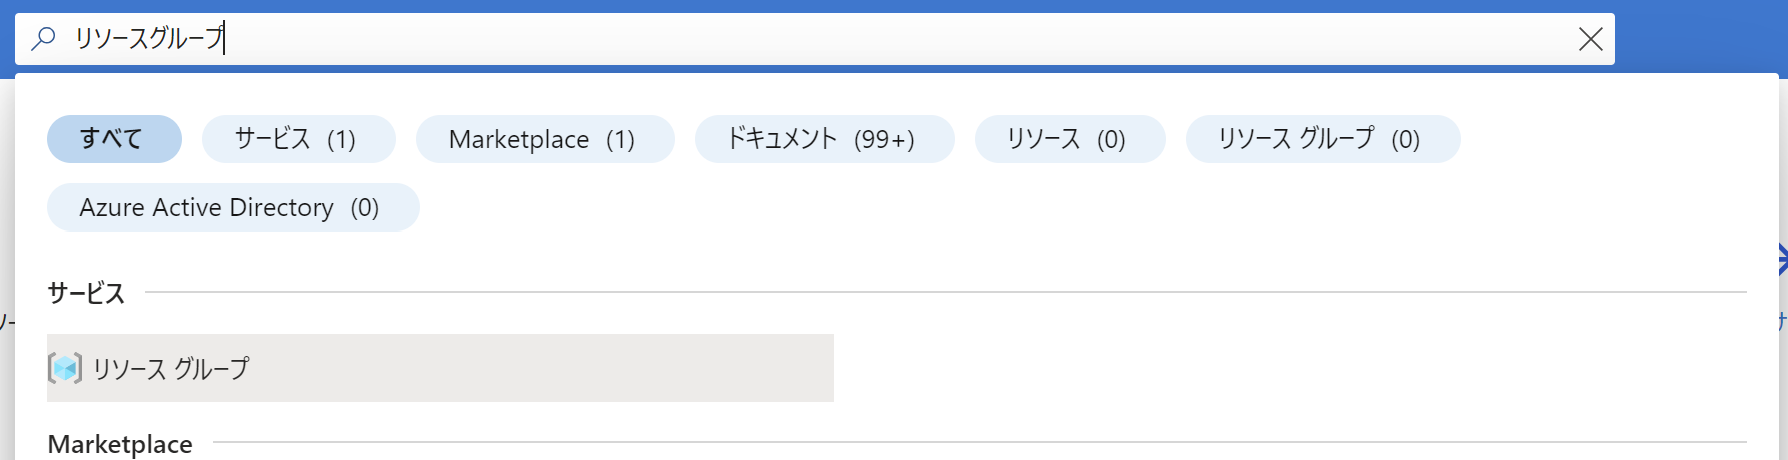 リソースグループ
すべて サービス (1) Marketplace (1) ドキュメント (99+) リソース (0) リソース グループ (0)
Azure Active Directory (0)
サービス
リソース グループ
Marketplace